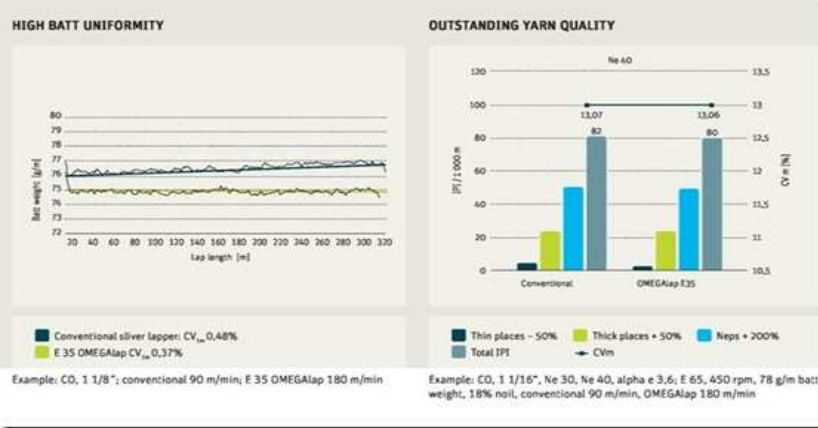 HIGH BATT UNIFORMITY
80
79
78
77
76
75
76
73
72
Batt weight [g/m]
20 40 60 80 100 120 140 160 180 200 220 240 260 280 300 320
Lap length [m]
Conventional sliver lapper: CV1m 0,48%
E 35 OMEGAlap CV1m 0,37%
Example: CO, 1 1/8"; conventional 90 m/min; E 35 OMEGAlap 180 m/min
OUTSTANDING YARN QUALITY
Ne 40
120
100
80
60
40
20
0
IPI / 1 000 m
13,5
13
12,5
12
11,5
11
10,5
CV m [%]
13,07
13,06
82
80
Conventional
OMEGAlap E35
Thin places – 50%
Thick places + 50%
Neps + 200%
Total IPI
CVm
Example: CO, 1 1/16", Ne 30, Ne 40, alpha e 3,6; E 65, 450 rpm, 78 g/m batt
weight, 18% noil, conventional 90 m/min, OMEGAlap 180 m/min